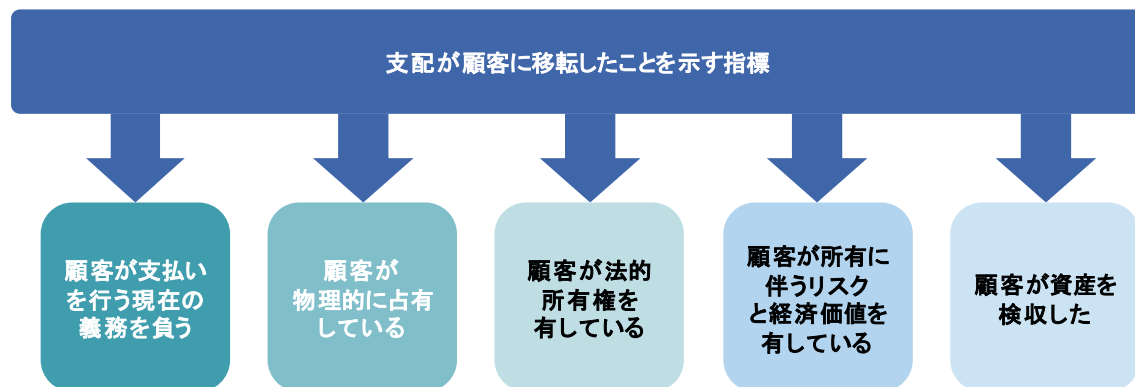 支配が顧客に移転したことを示す指標
顧客が支払い
を行う現在の
義務を負う
顧客が
物理的に占有
している
顧客が法的
所有権を
有している
顧客が所有に
伴うリスク
と経済価値を
有している
顧客が資産を
検収した